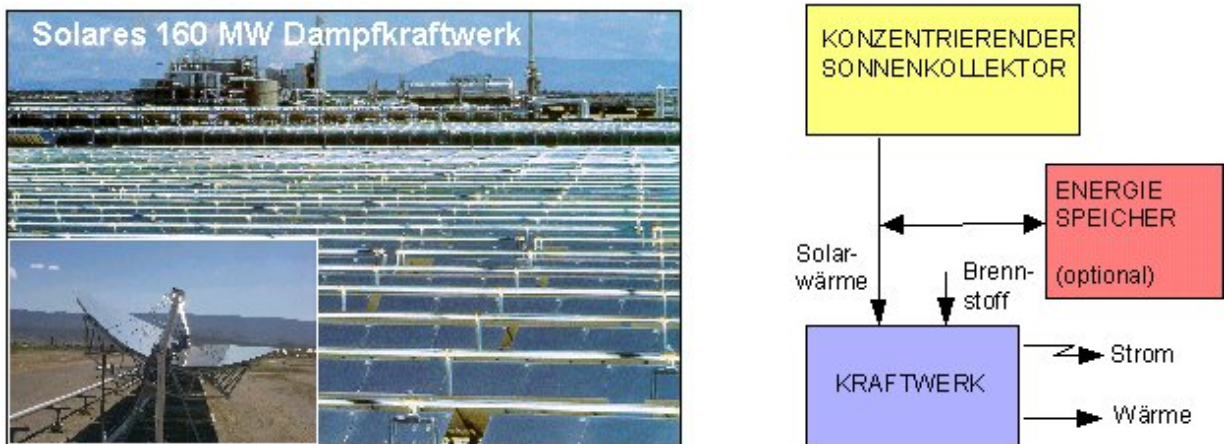 Solares 160 MW Dampfkraftwerk
KONZENTRIERENDER
SONNENKOLLEKTOR
ENERGIE
SPEICHER
(optional)
Solar-
wärme
Brenn-
stoff
KRAFTWERK
Strom
Wärme